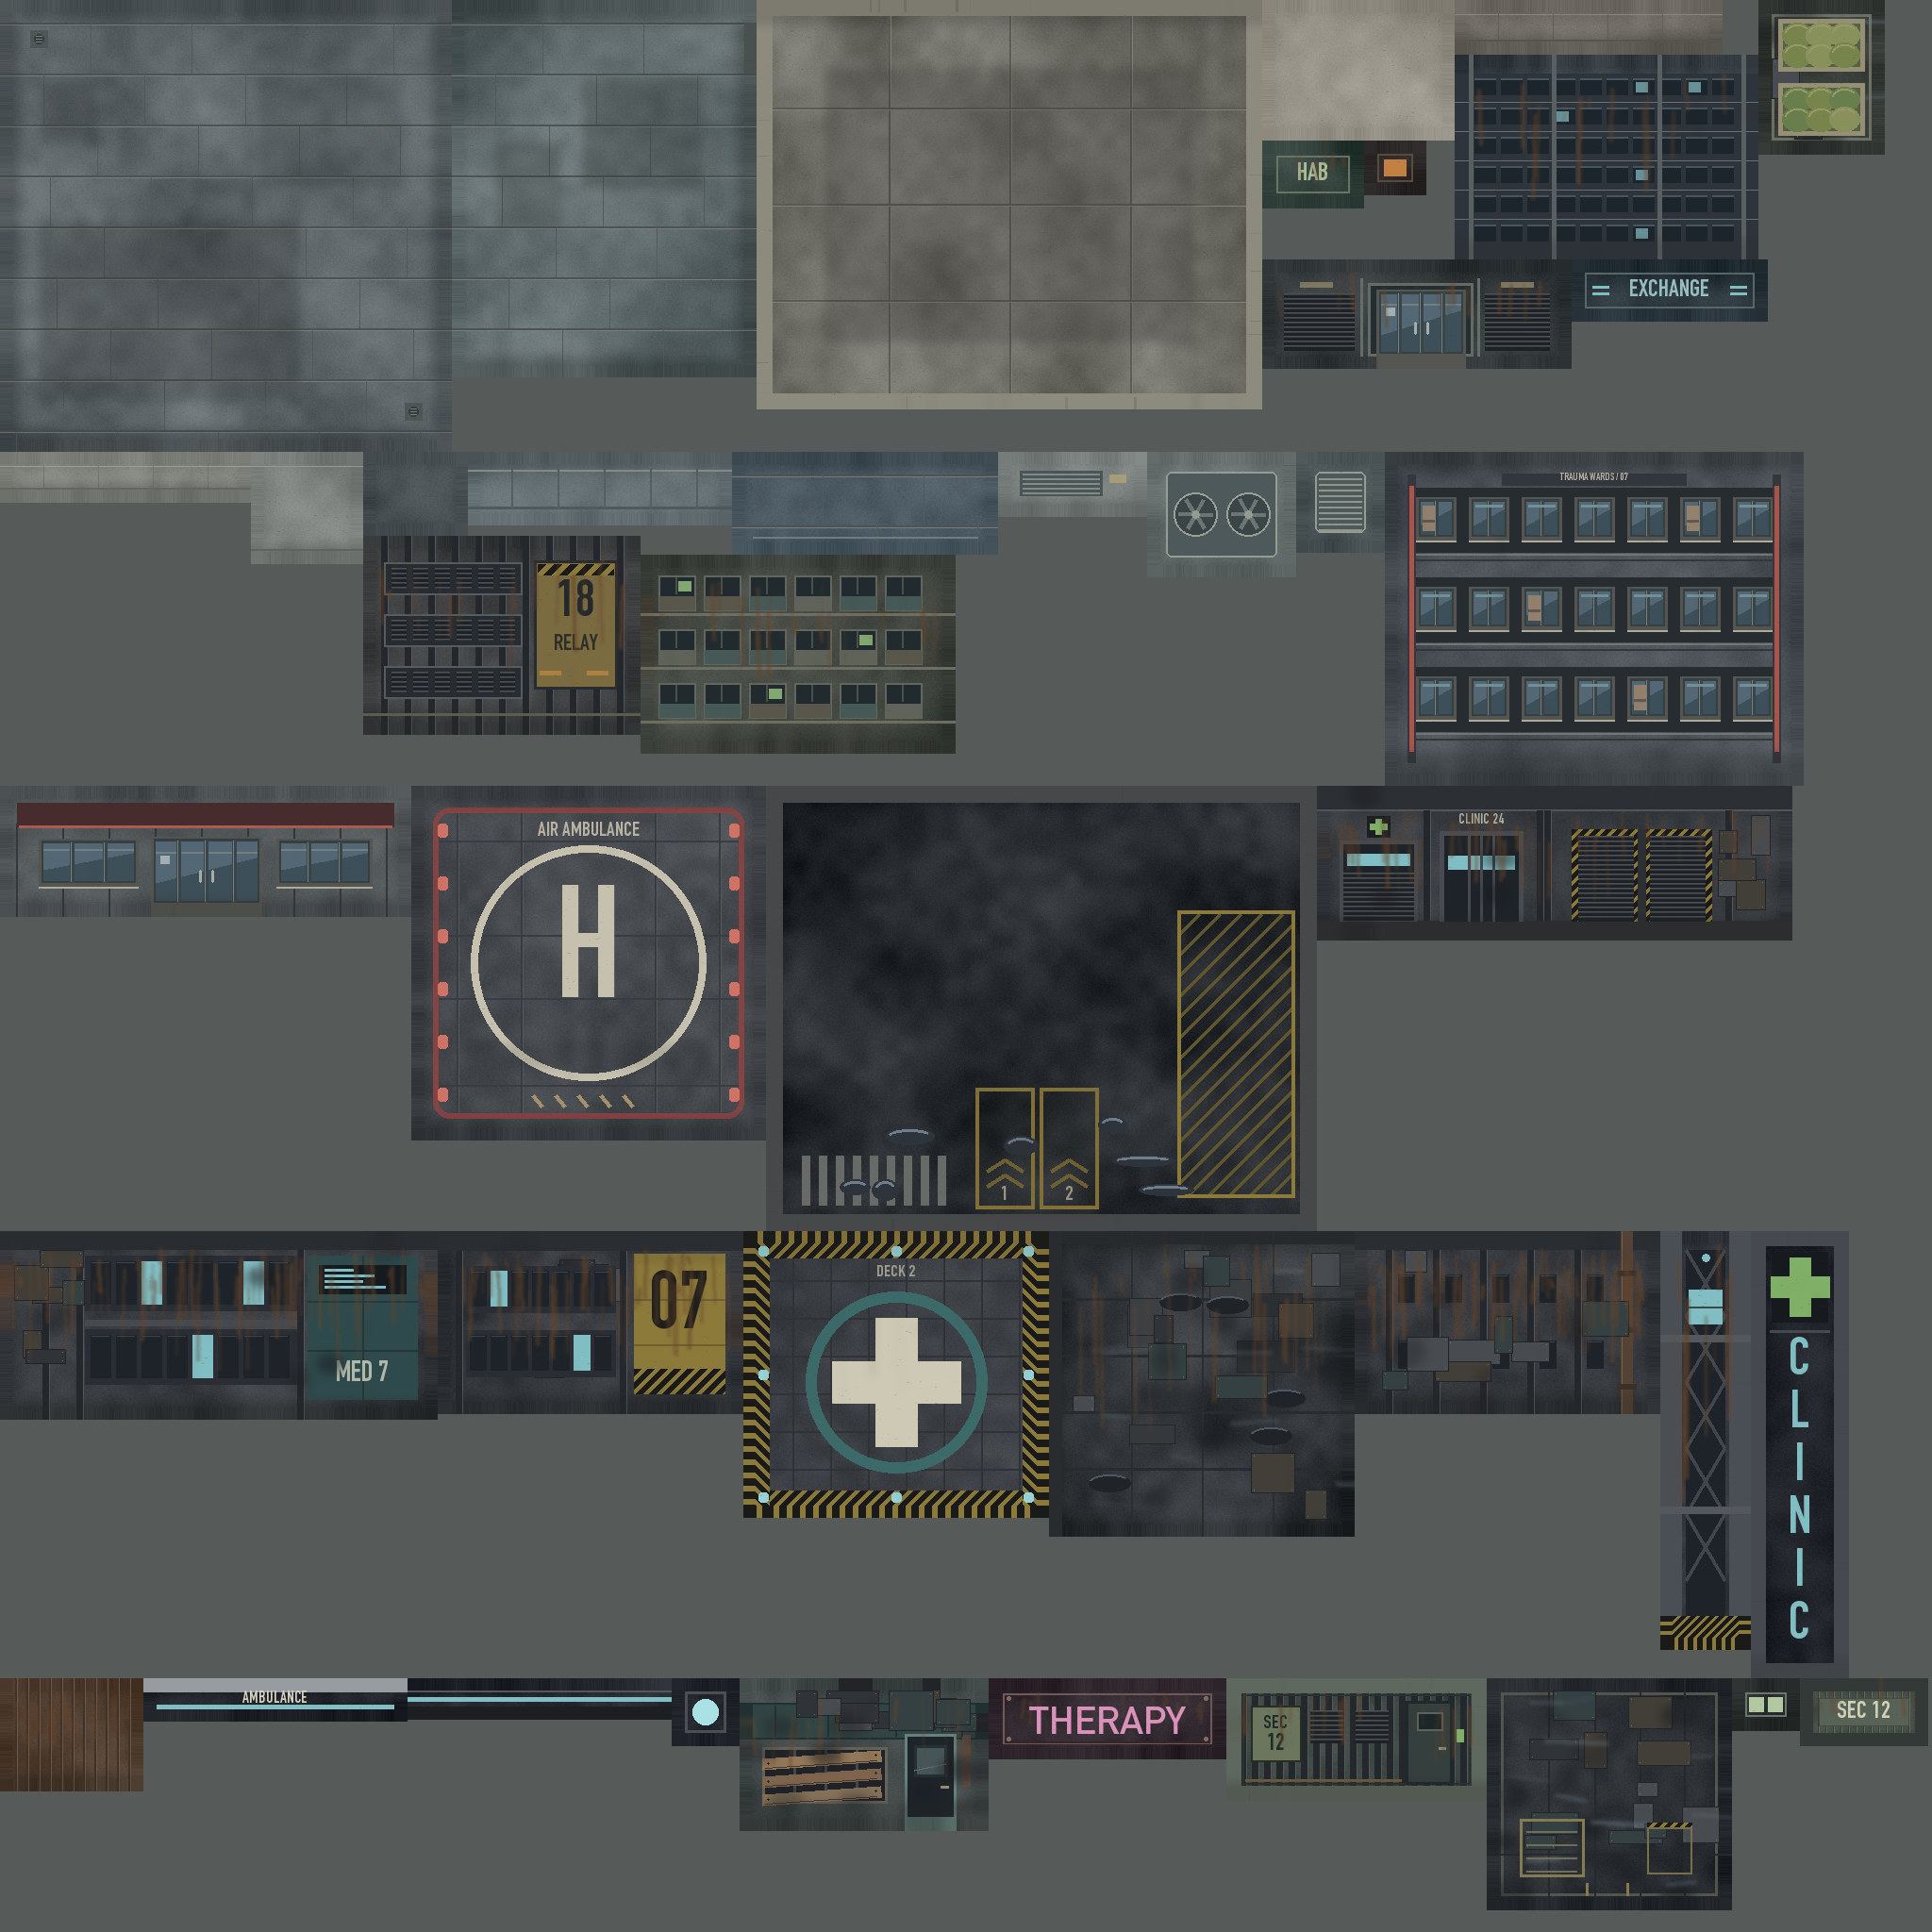 HAB
EXCHANGE
TRAUMA WARDS / 07
18
RELAY
AIR AMBULANCE
H
CLINIC 24
1
2
MED 7
07
DECK 2
CLINIC
AMBULANCE
THERAPY
SEC
12
SEC 12